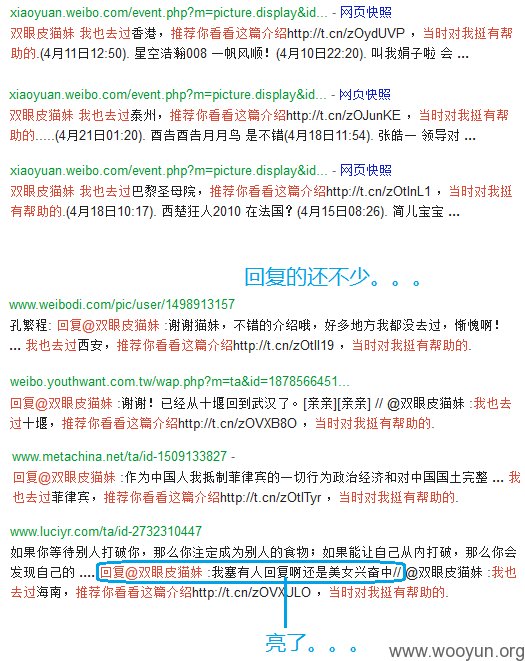 xiaoyuan.weibo.com/event.php?m=picture.display&id... - 网页快照
双眼皮猫妹 我也去过香港，推荐你看看这篇介绍http://t.cn/zOydUVP ，当时对我挺有帮
助的.(4月11日12:50). 星空浩瀚008 一帆风顺！(4月10日22:20). 叫我娟子啦 会 ...
xiaoyuan.weibo.com/event.php?m=picture.display&id... - 网页快照
双眼皮猫妹 我也去过泰州，推荐你看看这篇介绍http://t.cn/zOJunKE ，当时对我挺有帮
助的.....(4月21日01:20). 酉告酉告月月鸟 是不错(4月18日11:54). 张皓一 领导对 ...
xiaoyuan.weibo.com/event.php?m=picture.display&id... - 网页快照
双眼皮猫妹 我也去过巴黎圣母院，推荐你看看这篇介绍http://t.cn/zOtlnL1 ，当时对我挺有
帮助的.(4月18日10:17). 西楚狂人2010 在法国？(4月15日08:26). 简儿宝宝 ...
回复的还不少。。。
www.weibodi.com/pic/user/1498913157
孔繁程: 回复@双眼皮猫妹 :谢谢猫妹，不错的介绍哦，好多地方我都没去过，惭愧啊！
... 我也去过西安，推荐你看看这篇介绍http://t.cn/zOtlI19 ，当时对我挺有帮助的.
weibo.youthwant.com.tw/wap.php?m=ta&id=1878566451...
回复@双眼皮猫妹 :谢谢！已经从十堰回到武汉了。[亲亲][亲亲] // @双眼皮猫妹 :我也去
过十堰，推荐你看看这篇介绍http://t.cn/zOVXB8O ，当时对我挺有帮助的.
www.metachina.net/ta/id-1509133827 -
回复@双眼皮猫妹 :作为中国人我抵制菲律宾的一切行为政治经济和对中国国土完整 ... 我
也去过菲律宾，推荐你看看这篇介绍http://t.cn/zOtlTyr ，当时对我挺有帮助的.
www.luciyr.com/ta/id-2732310447
如果你等待别人打破你，那么你注定成为别人的食物；如果能让自己从内打破，那么你会
发现自己的 .... 回复@双眼皮猫妹 :我塞有人回复啊还是美女兴奋中// @双眼皮猫妹 :我也
去过海南，推荐你看看这篇介绍http://t.cn/zOVXULO ，当时对我挺有帮助的.
亮了。。。
www.wooyun.org